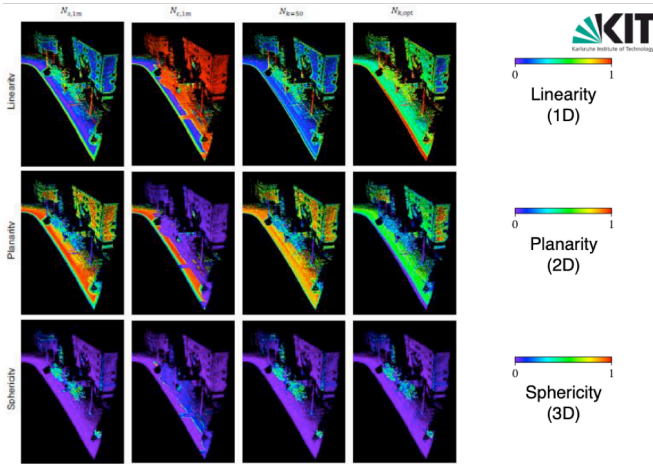 N_{s,1m} N_{c,1m} N_{k=50} N_{k,opt}
KIT
Karlsruhe Institute of Technology
Linearity
0 1
Linearity
(1D)
Planarity
0 1
Planarity
(2D)
Sphericity
0 1
Sphericity
(3D)